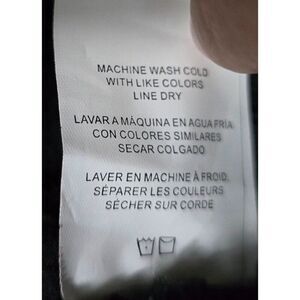 MACHINE WASH COLD
WITH LIKE COLORS
LINE DRY
LAVAR A MÁQUINA EN AGUA FRÍA
CON COLORES SIMILARES
SECAR COLGADO
LAVER EN MACHINE À FROID.
SÉPARER LES COULEURS
SÉCHER SUR CORDE